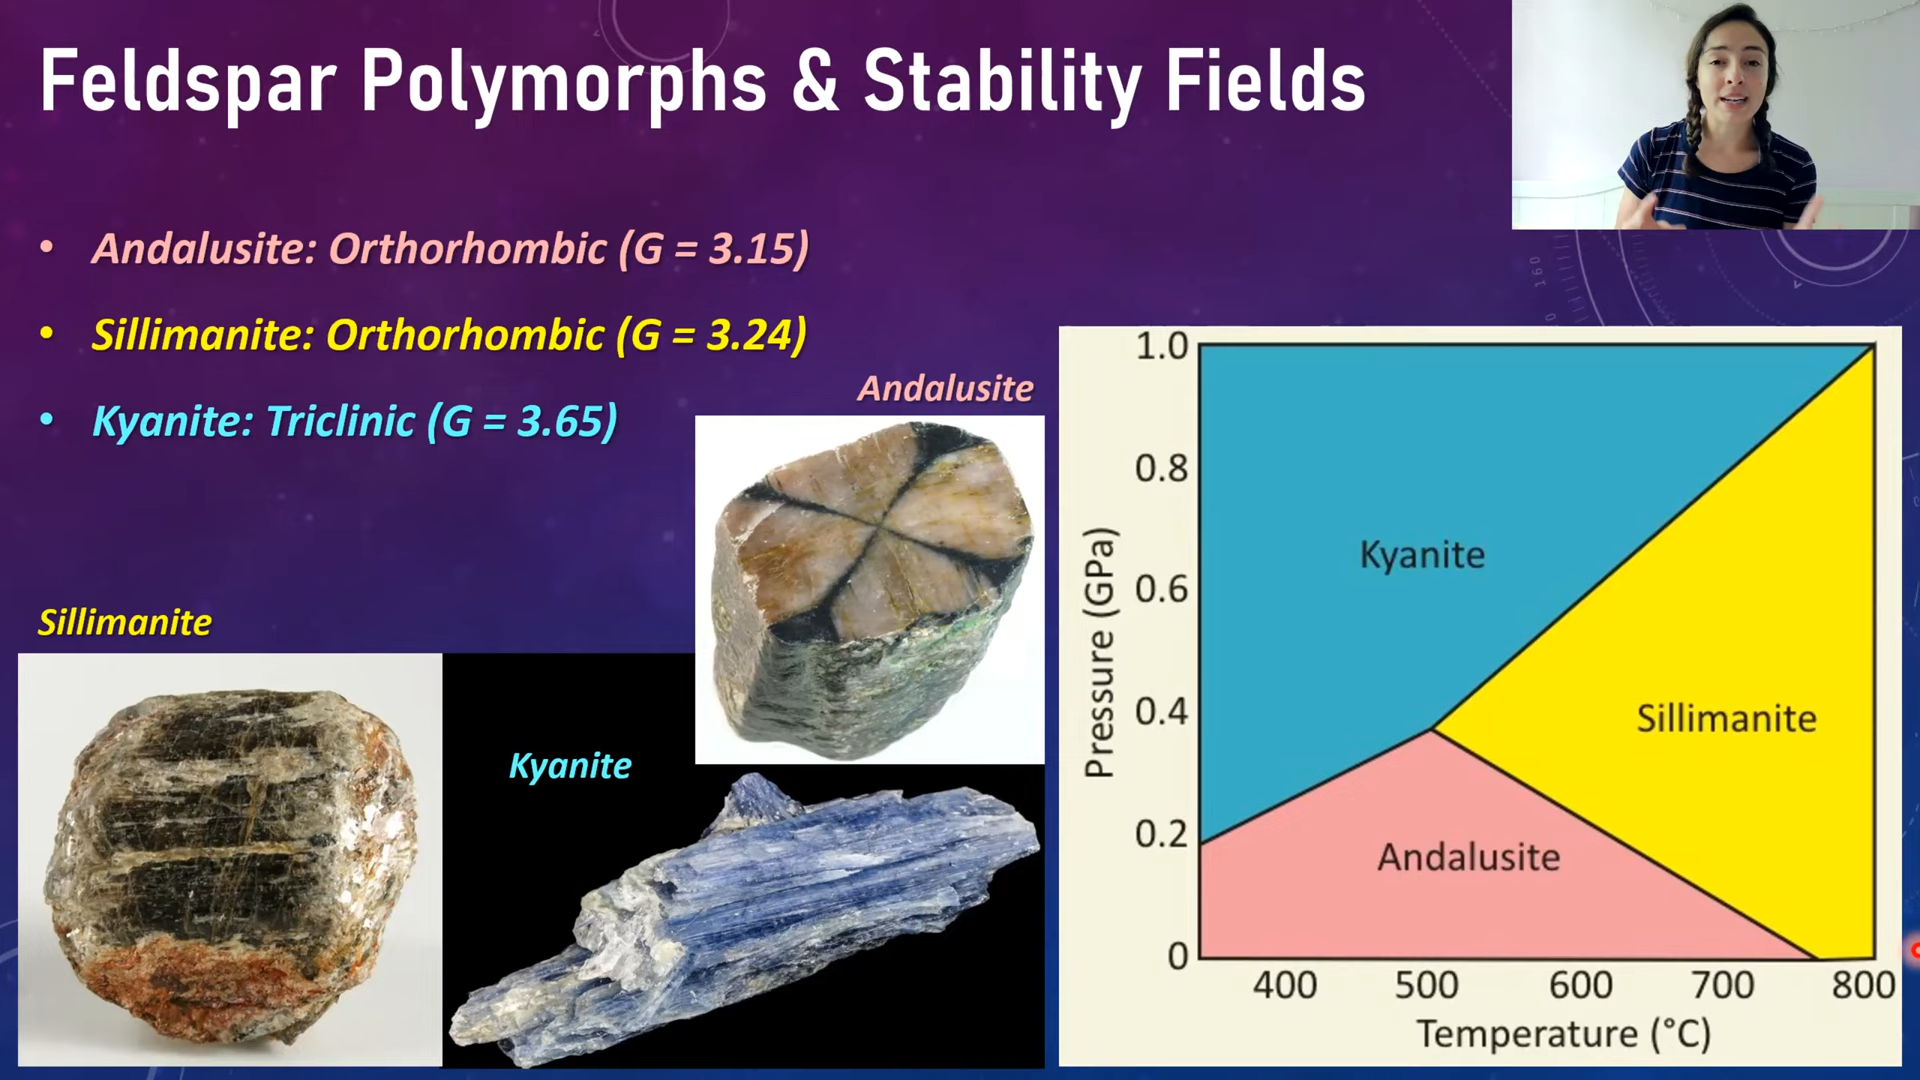 Feldspar Polymorphs & Stability Fields
• Andalusite: Orthorhombic (G = 3.15)
• Sillimanite: Orthorhombic (G = 3.24)
• Kyanite: Triclinic (G = 3.65)
Andalusite
Sillimanite
Kyanite
1.0
0.8
0.6
0.4
0.2
0
Pressure (GPa)
Kyanite
Sillimanite
Andalusite
400 500 600 700 800
Temperature (°C)
160